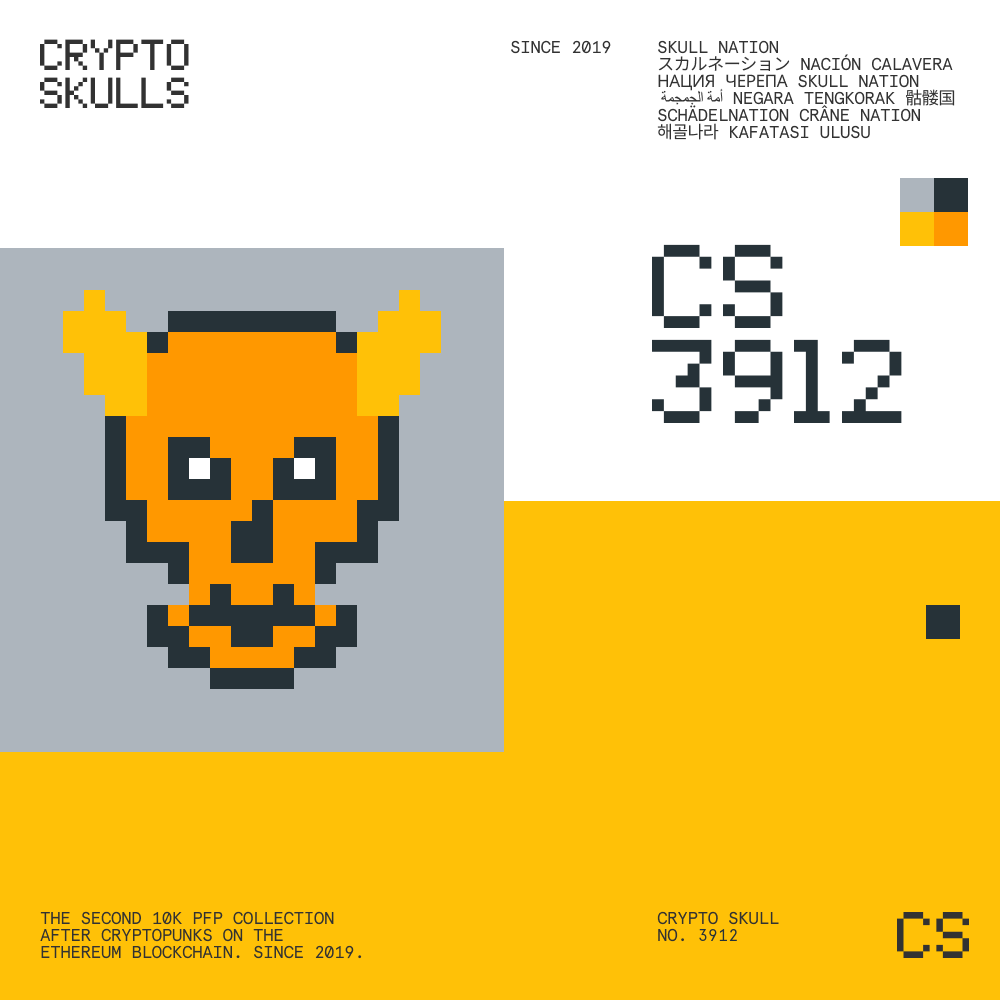 CRYPTO
SKULLS
SINCE 2019
SKULL NATION
スカルネーション NACIÓN CALAVERA
НАЦИЯ ЧЕРЕПА SKULL NATION
أمة الجمجمة NEGARA TENGKORAK 骷髅国
SCHÄDELNATION CRÂNE NATION
해골나라 KAFATASI ULUSU
CS
3912
THE SECOND 10K PFP COLLECTION
AFTER CRYPTOPUNKS ON THE
ETHEREUM BLOCKCHAIN. SINCE 2019.
CRYPTO SKULL
NO. 3912
CS